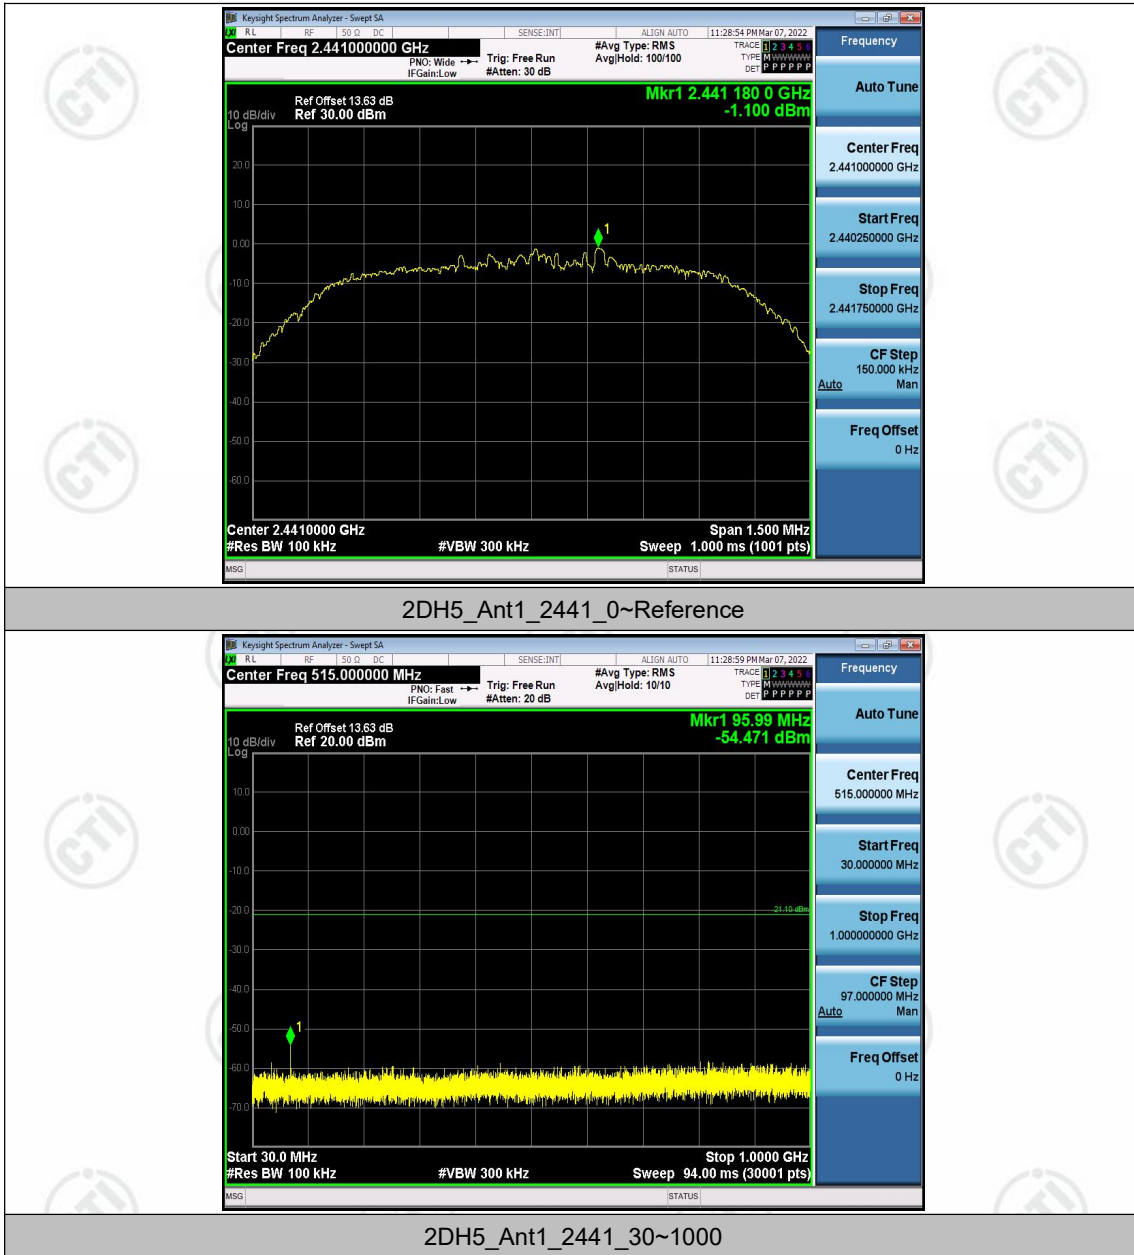 Keysight Spectrum Analyzer - Swept SA
LXI RL RF 50 Ω DC SENSE:INT ALIGN AUTO 11:28:54 PM Mar 07, 2022
Center Freq 2.441000000 GHz
#Avg Type: RMS
TRACE 1 2 3 4 5 6
PNO: Wide
Trig: Free Run
Avg|Hold: 100/100
TYPE M WWWWW
IFGain:Low
#Atten: 30 dB
DET P P P P P P
Ref Offset 13.63 dB
Mkr1 2.441 180 0 GHz
10 dB/div Ref 30.00 dBm
-1.100 dBm
Log
20.0
10.0
0.00
1
-10.0
-20.0
-30.0
-40.0
-50.0
-60.0
Center 2.4410000 GHz
Span 1.500 MHz
#Res BW 100 kHz
#VBW 300 kHz
Sweep 1.000 ms (1001 pts)
MSG
STATUS
Frequency
Auto Tune
Center Freq
2.441000000 GHz
Start Freq
2.440250000 GHz
Stop Freq
2.441750000 GHz
CF Step
150.000 kHz
Auto Man
Freq Offset
0 Hz
CTI
CTI
CTI
CTI
2DH5_Ant1_2441_0~Reference
Keysight Spectrum Analyzer - Swept SA
LXI RL RF 50 Ω DC SENSE:INT ALIGN AUTO 11:28:59 PM Mar 07, 2022
Center Freq 515.000000 MHz
#Avg Type: RMS
TRACE 1 2 3 4 5 6
PNO: Fast
Trig: Free Run
Avg|Hold: 10/10
TYPE M WWWWW
IFGain:Low
#Atten: 20 dB
DET P P P P P P
Ref Offset 13.63 dB
Mkr1 95.99 MHz
10 dB/div Ref 20.00 dBm
-54.471 dBm
Log
10.0
0.00
-10.0
-20.0
-21.10 dBm
-30.0
-40.0
-50.0
1
-60.0
-70.0
Start 30.0 MHz
Stop 1.0000 GHz
#Res BW 100 kHz
#VBW 300 kHz
Sweep 94.00 ms (30001 pts)
MSG
STATUS
Frequency
Auto Tune
Center Freq
515.000000 MHz
Start Freq
30.000000 MHz
Stop Freq
1.000000000 GHz
CF Step
97.000000 MHz
Auto Man
Freq Offset
0 Hz
CTI
CTI
2DH5_Ant1_2441_30~1000